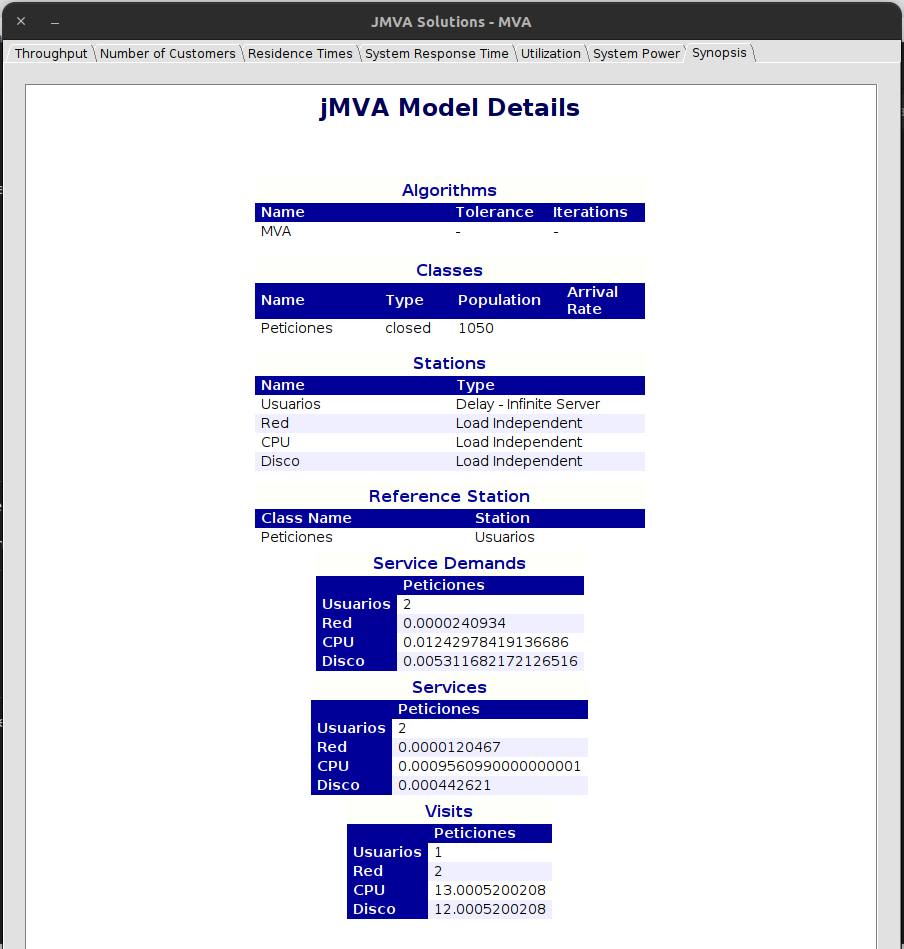 JMVA Solutions - MVA
Throughput Number of Customers Residence Times System Response Time Utilization System Power Synopsis
jMVA Model Details
Algorithms
Name Tolerance Iterations
MVA - -
Classes
Name Type Population Arrival Rate
Peticiones closed 1050
Stations
Name Type
Usuarios Delay - Infinite Server
Red Load Independent
CPU Load Independent
Disco Load Independent
Reference Station
Class Name Station
Peticiones Usuarios
Service Demands
Peticiones
Usuarios 2
Red 0.0000240934
CPU 0.01242978419136686
Disco 0.005311682172126516
Services
Peticiones
Usuarios 2
Red 0.0000120467
CPU 0.0009560990000000001
Disco 0.000442621
Visits
Peticiones
Usuarios 1
Red 2
CPU 13.0005200208
Disco 12.0005200208